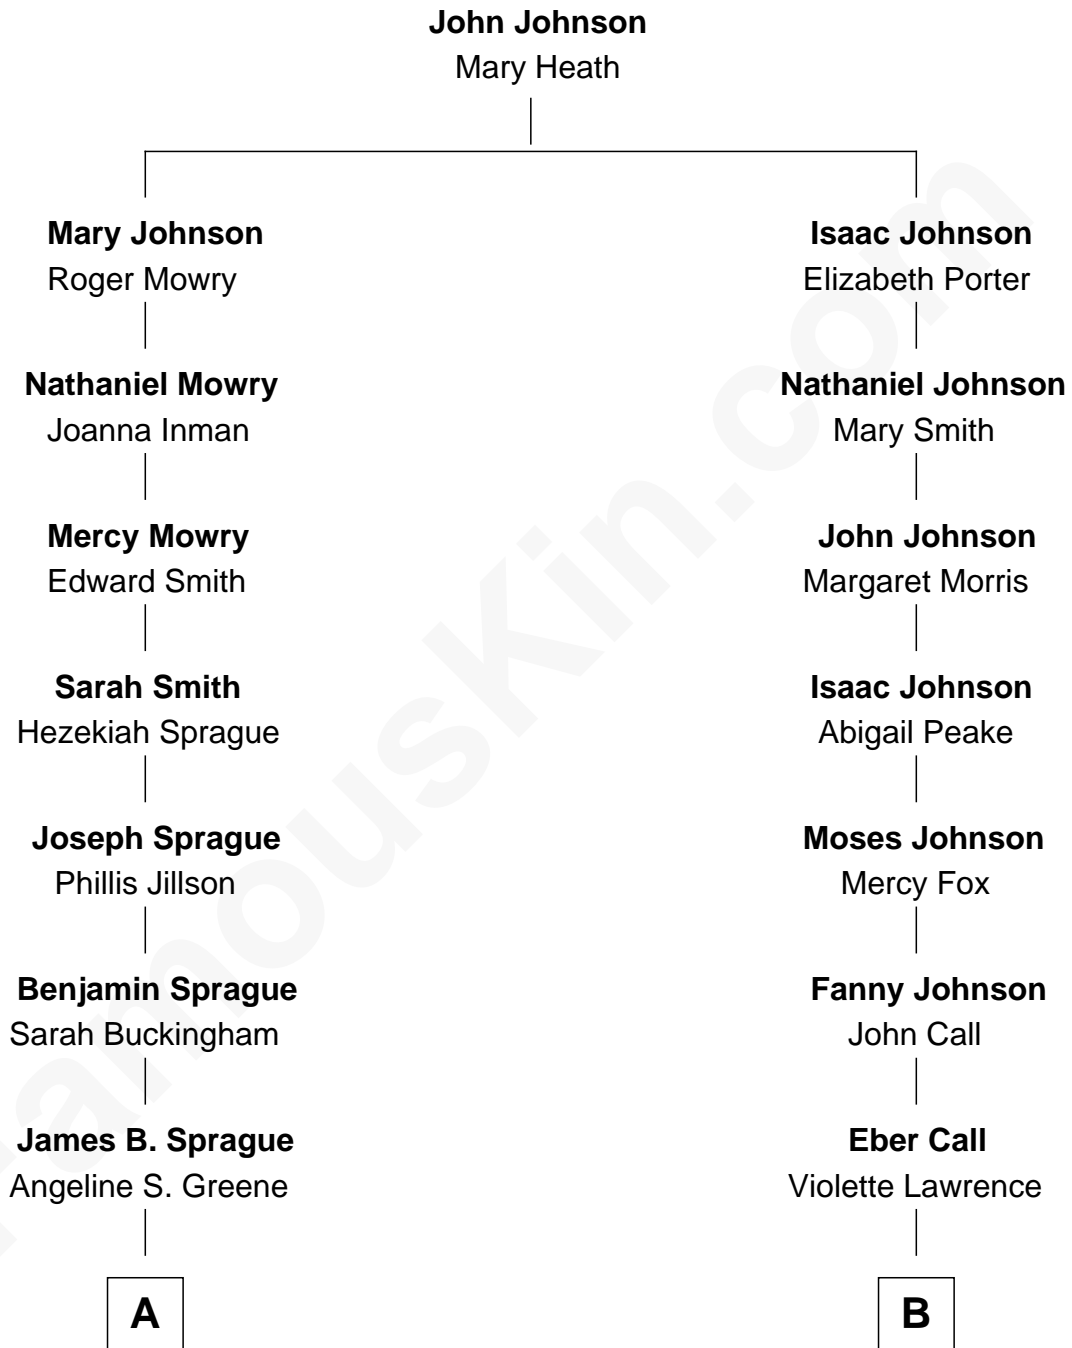 John Johnson
Mary Heath
Mary Johnson
Roger Mowry
Isaac Johnson
Elizabeth Porter
Nathaniel Mowry
Joanna Inman
Nathaniel Johnson
Mary Smith
Mercy Mowry
Edward Smith
John Johnson
Margaret Morris
Sarah Smith
Hezekiah Sprague
Isaac Johnson
Abigail Peake
Joseph Sprague
Phillis Jillson
Moses Johnson
Mercy Fox
Benjamin Sprague
Sarah Buckingham
Fanny Johnson
John Call
James B. Sprague
Angeline S. Greene
Eber Call
Violette Lawrence
A
B
FamousKin.com